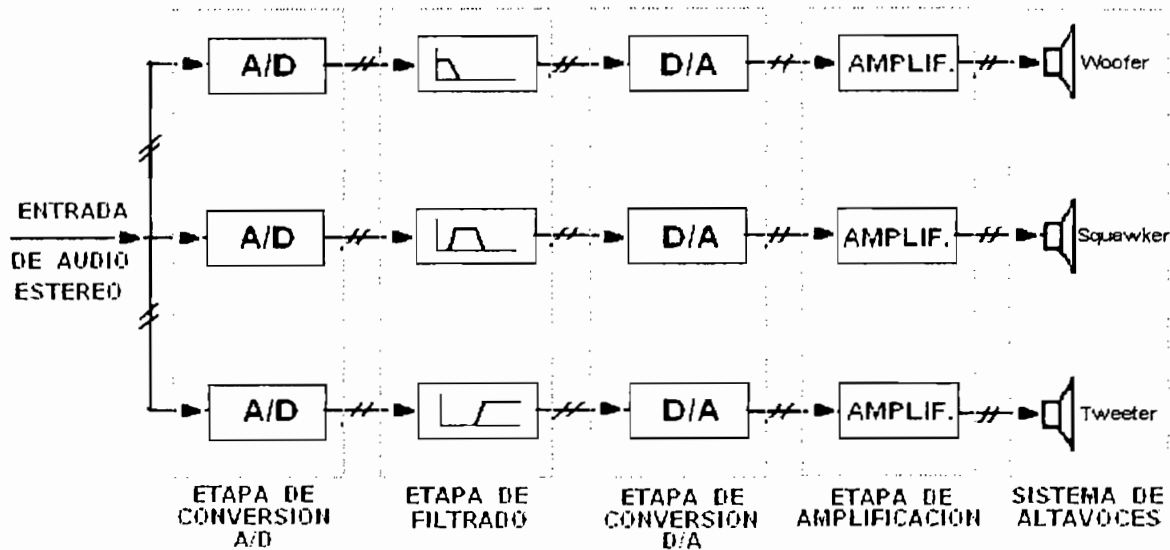 A/D
D/A
AMPLIF.
Woofer
ENTRADA
DE AUDIO
ESTEREO
A/D
D/A
AMPLIF.
Squawker
A/D
D/A
AMPLIF.
Tweeter
ETAPA DE
CONVERSION
A/D
ETAPA DE
FILTRADO
ETAPA DE
CONVERSION
D/A
ETAPA DE
AMPLIFICACION
SISTEMA DE
ALTAVOCES